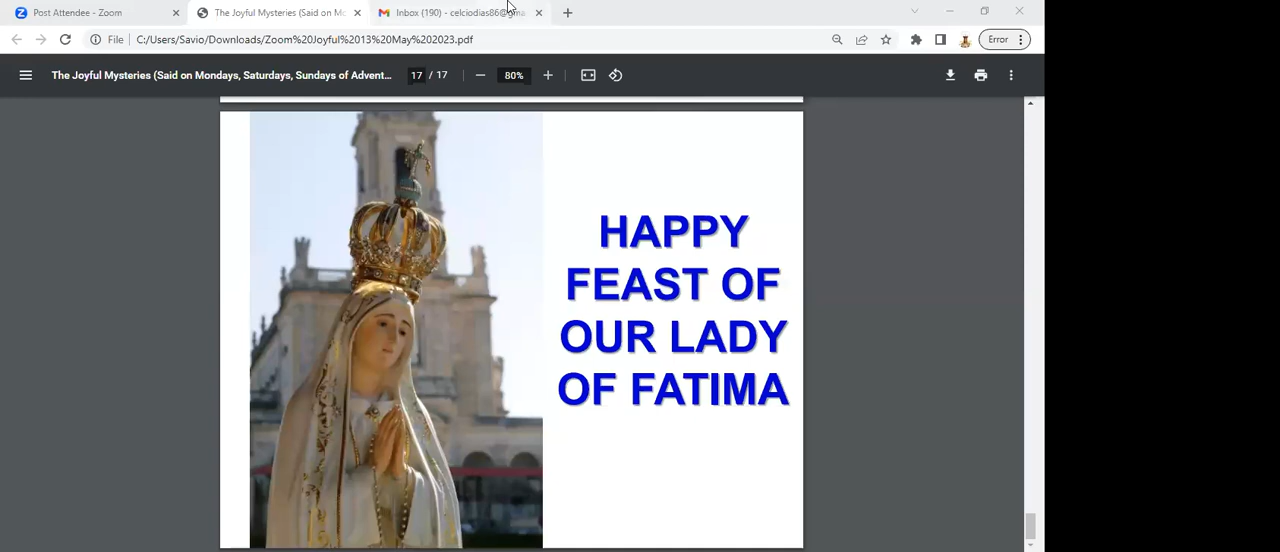 Post Attendee - Zoom
The Joyful Mysteries (Said on Mo
Inbox (190) - celciodias86@gma
File
C:/Users/Savio/Downloads/Zoom%20Joyful%2013%20May%202023.pdf
Error
The Joyful Mysteries (Said on Mondays, Saturdays, Sundays of Advent...
17 / 17
80%
HAPPY
FEAST OF
OUR LADY
OF FATIMA